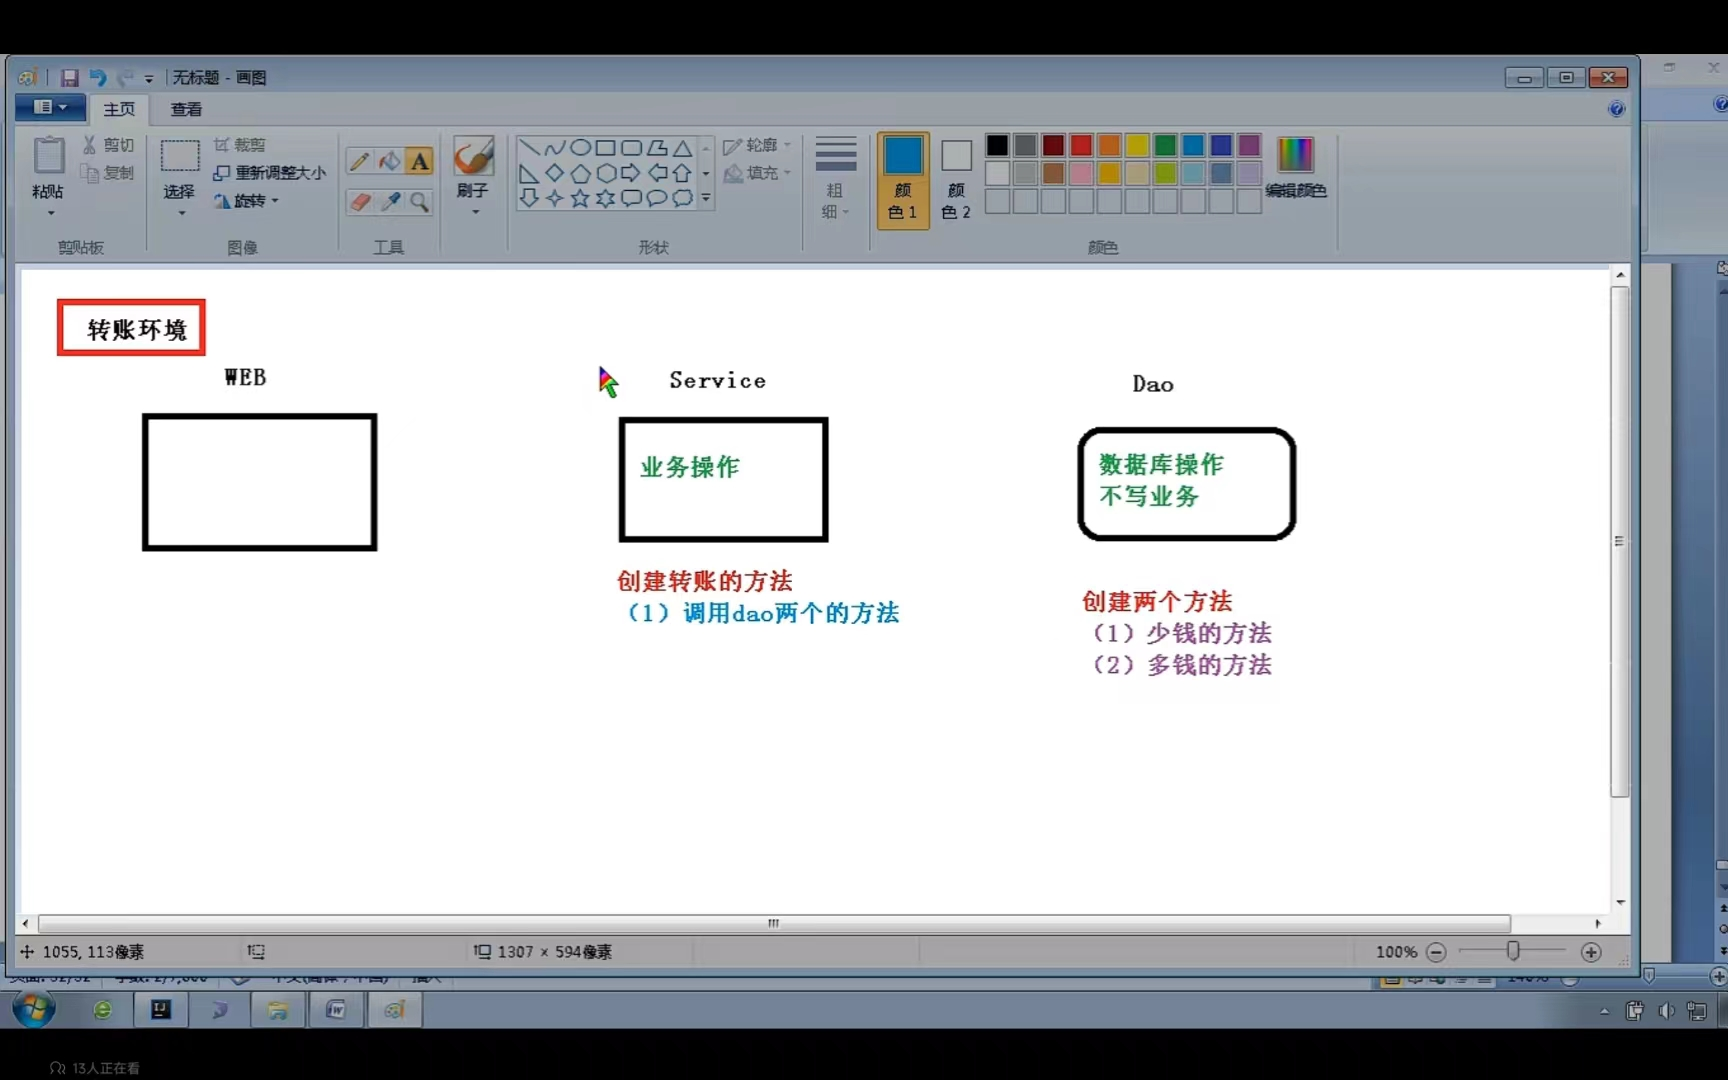 无标题 - 画图
主页
查看
粘贴
剪切
复制
剪贴板
选择
裁剪
重新调整大小
旋转
图像
A
工具
刷子
形状
轮廓
填充
粗
细
颜
色 1
颜
色 2
编辑颜色
颜色
转账环境
WEB
Service
Dao
业务操作
数据库操作
不写业务
创建转账的方法
（1）调用dao两个的方法
创建两个方法
（1）少钱的方法
（2）多钱的方法
1055, 113像素
1307 × 594像素
100%
13人正在看